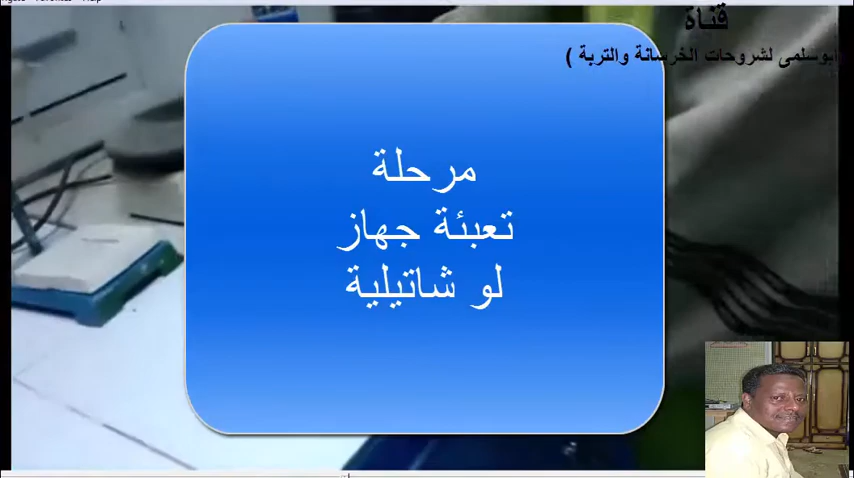 قناة
(ابوسلمى لشروحات الخرسانة والتربة )
مرحلة
تعبئة جهاز
لو شاتيلية